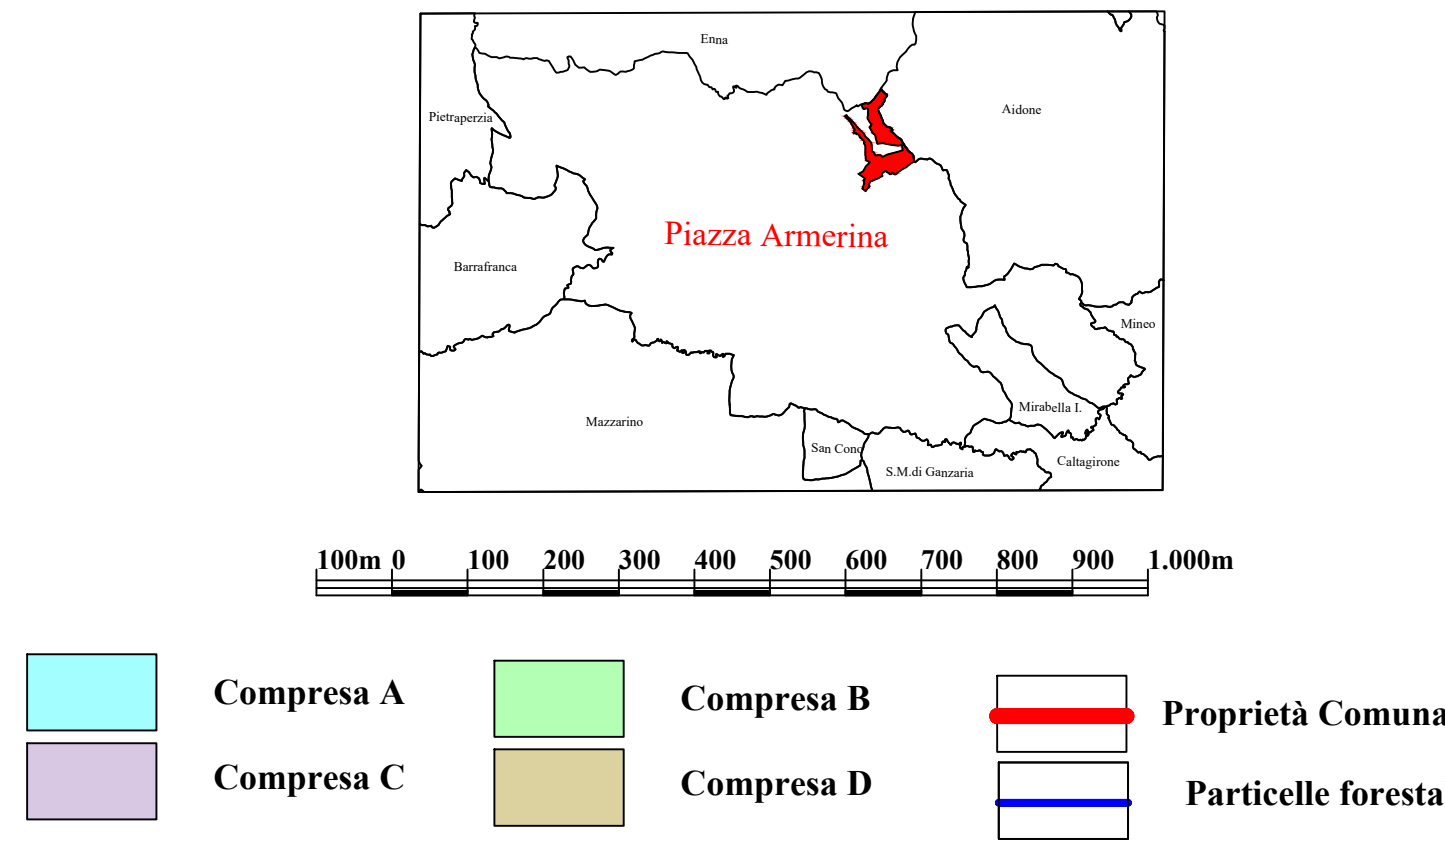 Enna
Aidone
Pietraperzia
Piazza Armerina
Barrafranca
Mineo
Mirabella I.
Mazzarino
San Cono
Caltagirone
S.M.di Ganzaria
100m 0 100 200 300 400 500 600 700 800 900 1.000m
Compresa A
Compresa B
Proprietà Comuna
Compresa C
Compresa D
Particelle foresta